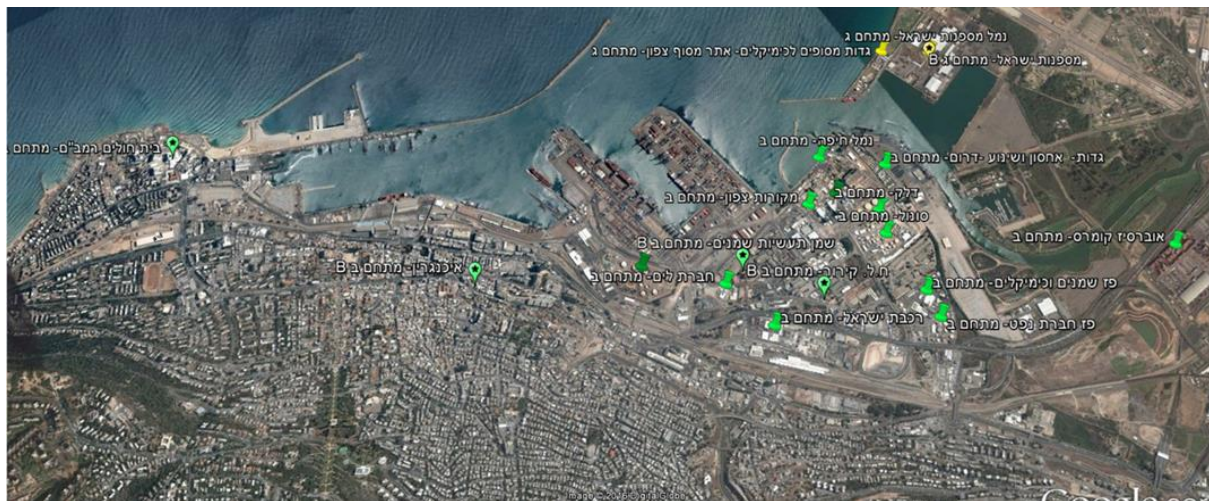 נמל מספנות ישראל- מתחם ג
גדות מסופים לכימיקלים- אתר מסוף צפון- מתחם ג
מספנות ישראל- מתחם ג B
בית חולים רמב"ם- מתחם ב
נמל חיפה- מתחם ב
גדות- אחסון ושינוע -דרום- מתחם ב
דלק- מתחם ב
מקורות צפון- מתחם ב
סונול- מתחם ב
אוברסיז קומרס- מתחם ב
שמן תעשיות שמנים- מתחם ב B
איכנגרין- מתחם ב B
חברת לים- מתחם ב
ח.ל. קירור- מתחם ב B
פז שמנים וכימיקלים- מתחם ב
רכבת ישראל- מתחם ב
פז חברת נפט- מתחם ב
Image © 2016